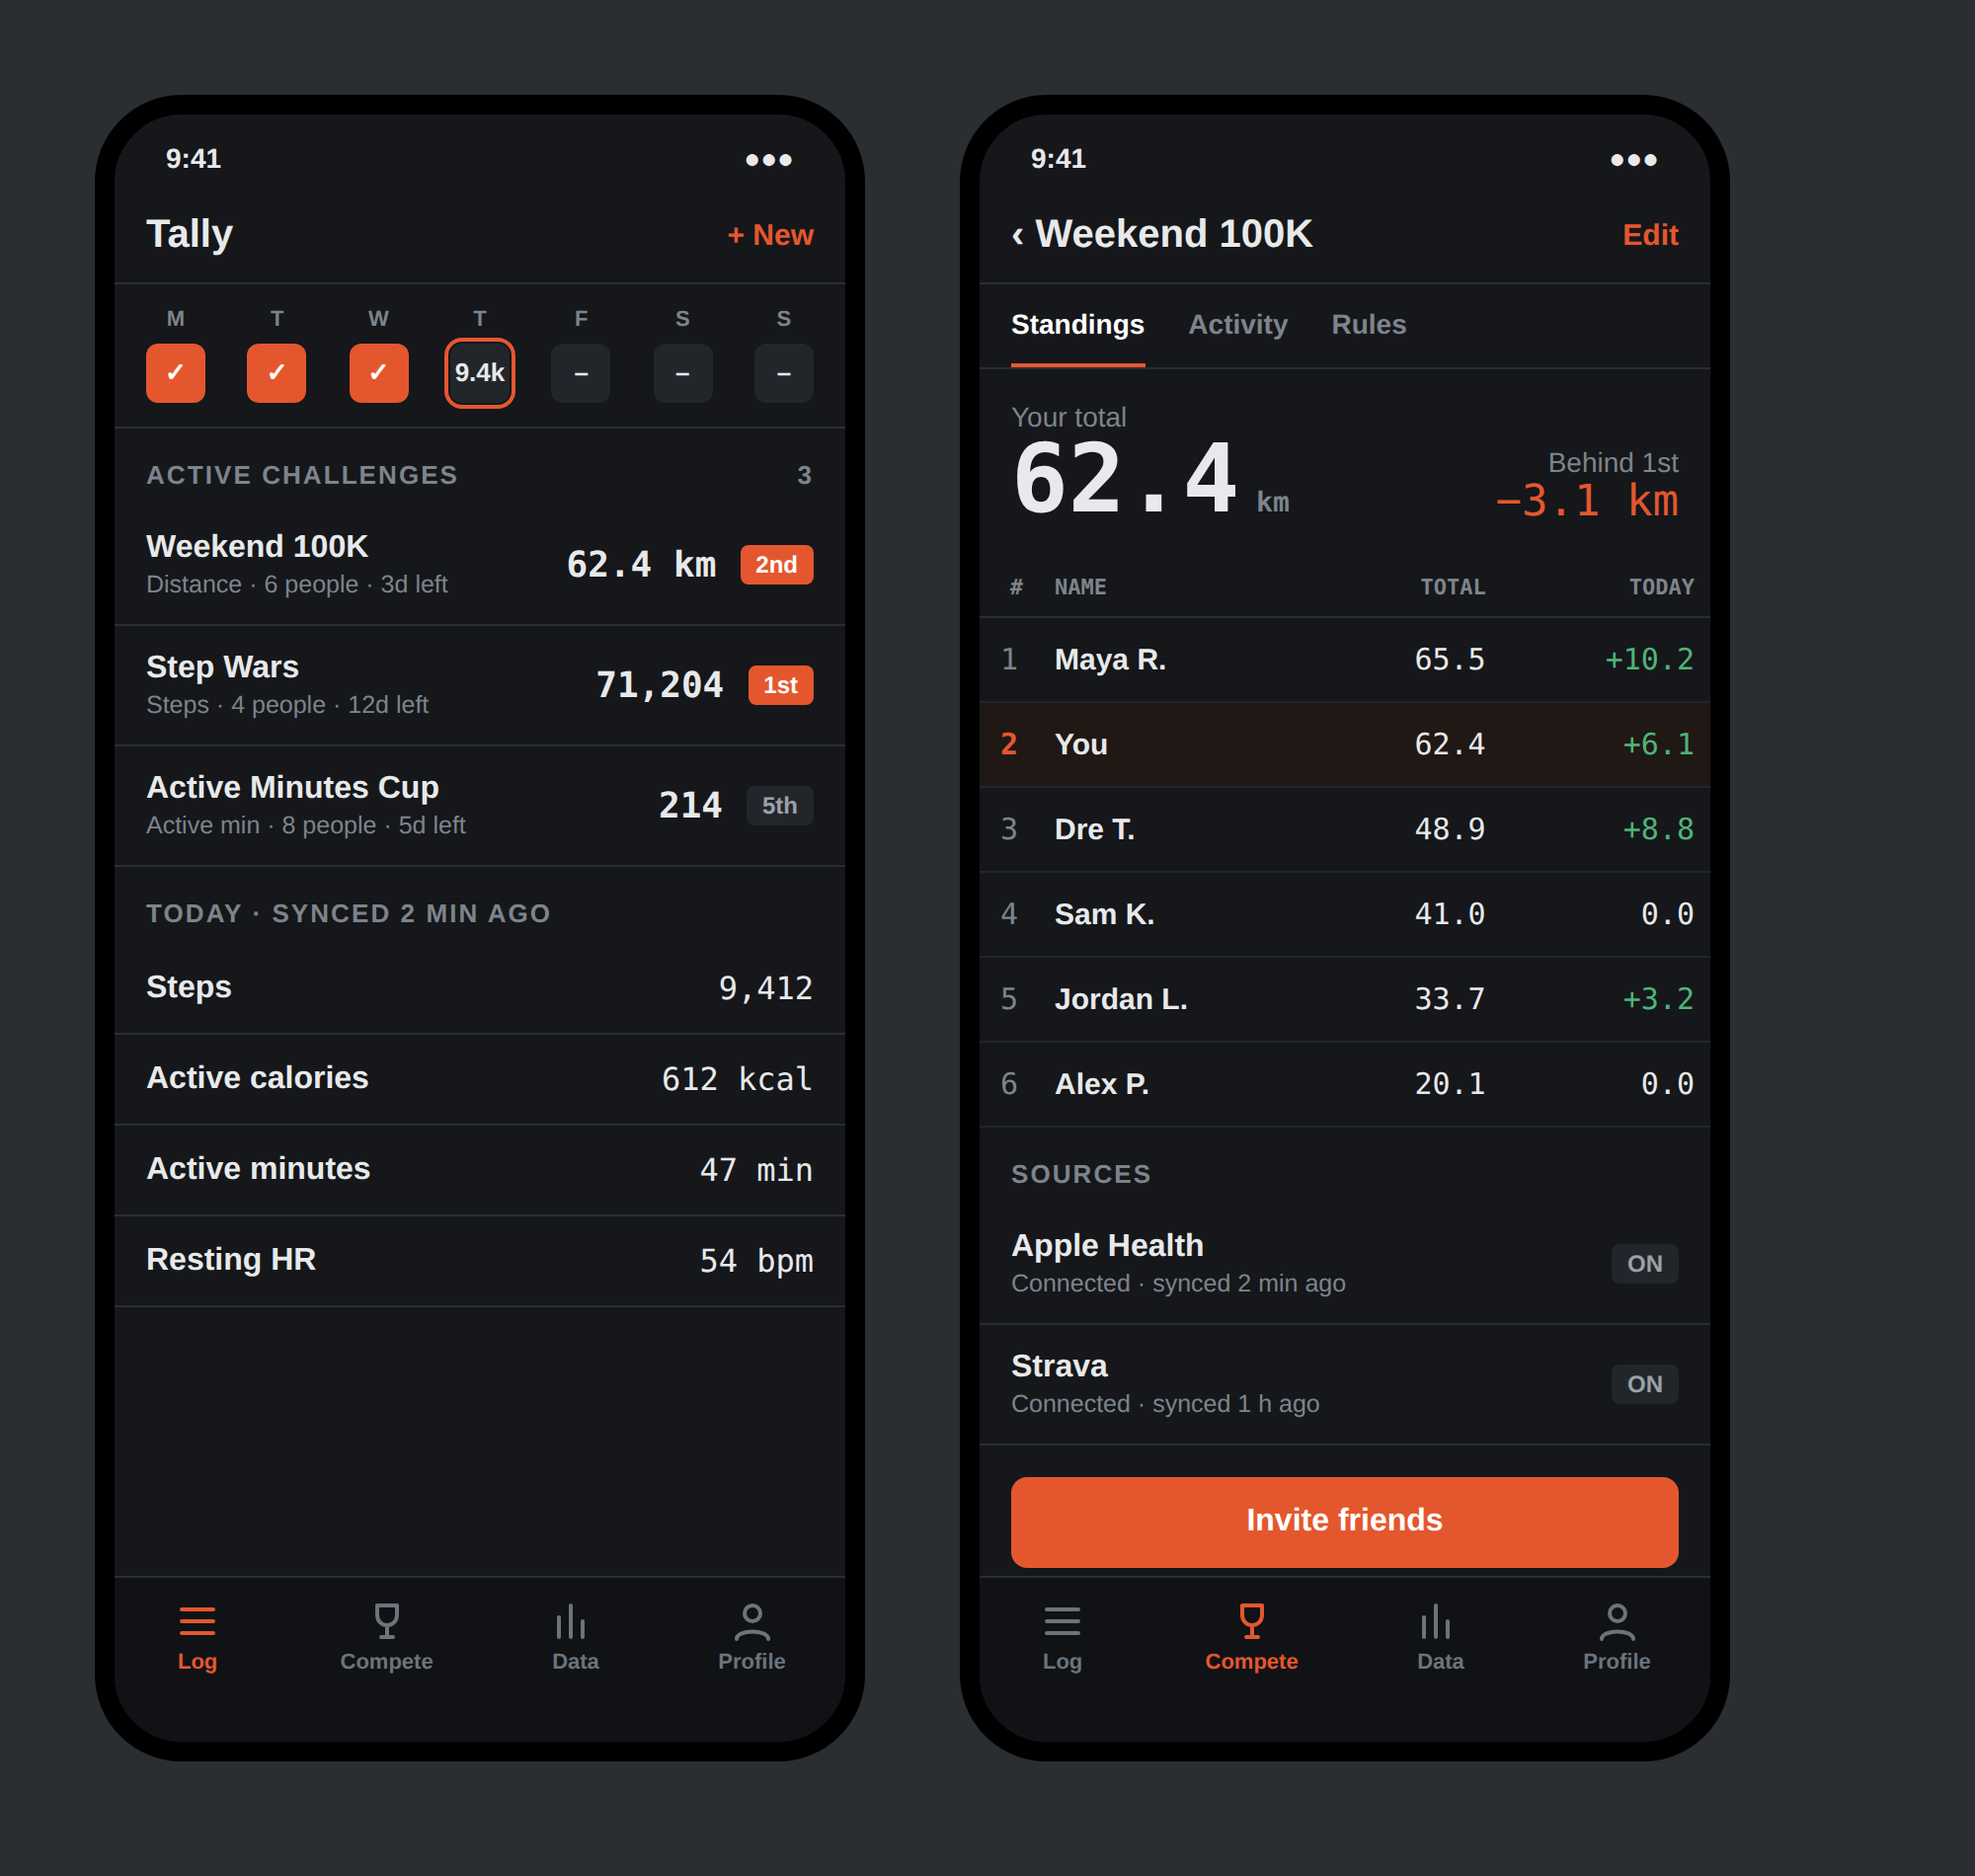 9:41
Tally
+ New
M T W T F S S
✓ ✓ ✓ 9.4k – – –
ACTIVE CHALLENGES 3
Weekend 100K
Distance · 6 people · 3d left
62.4 km 2nd
Step Wars
Steps · 4 people · 12d left
71,204 1st
Active Minutes Cup
Active min · 8 people · 5d left
214 5th
TODAY · SYNCED 2 MIN AGO
Steps 9,412
Active calories 612 kcal
Active minutes 47 min
Resting HR 54 bpm
Log Compete Data Profile
9:41
‹ Weekend 100K
Edit
Standings Activity Rules
Your total
62.4 km
Behind 1st
−3.1 km
# NAME TOTAL TODAY
1 Maya R. 65.5 +10.2
2 You 62.4 +6.1
3 Dre T. 48.9 +8.8
4 Sam K. 41.0 0.0
5 Jordan L. 33.7 +3.2
6 Alex P. 20.1 0.0
SOURCES
Apple Health
Connected · synced 2 min ago
ON
Strava
Connected · synced 1 h ago
ON
Invite friends
Log Compete Data Profile